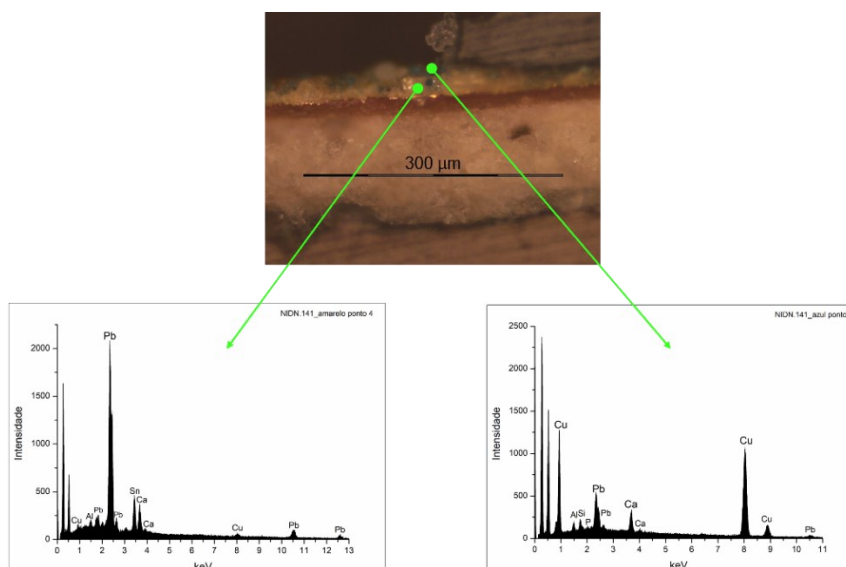 300 µm
NIDN.141_amarelo ponto 4
Pb
Cu
Al
Pb
Pb
Sn
Ca
Ca
Cu
Pb
Pb
2000
1500
1000
500
0
0 1 2 3 4 5 6 7 8 9 10 11 12 13
Intensidade
keV
NIDN.141_azul ponto
Cu
Al
Si
P
Pb
Pb
Ca
Ca
Cu
Cu
Pb
2500
2000
1500
1000
500
0
0 1 2 3 4 5 6 7 8 9 10 11
Intensidade
keV